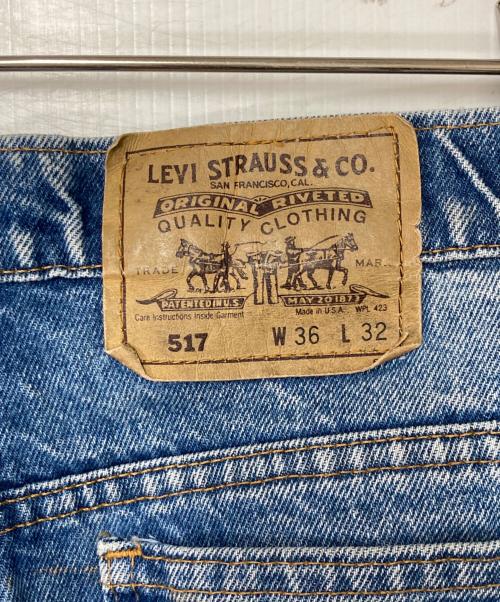 LEVI STRAUSS & CO.
SAN FRANCISCO, CAL.
ORIGINAL RIVETED
QUALITY CLOTHING
TRADE MAR
PATENTED IN U.S. MAY 20 1873
Care Instructions Inside Garment Made in U.S.A. WPL 423
517 W 36 L 32